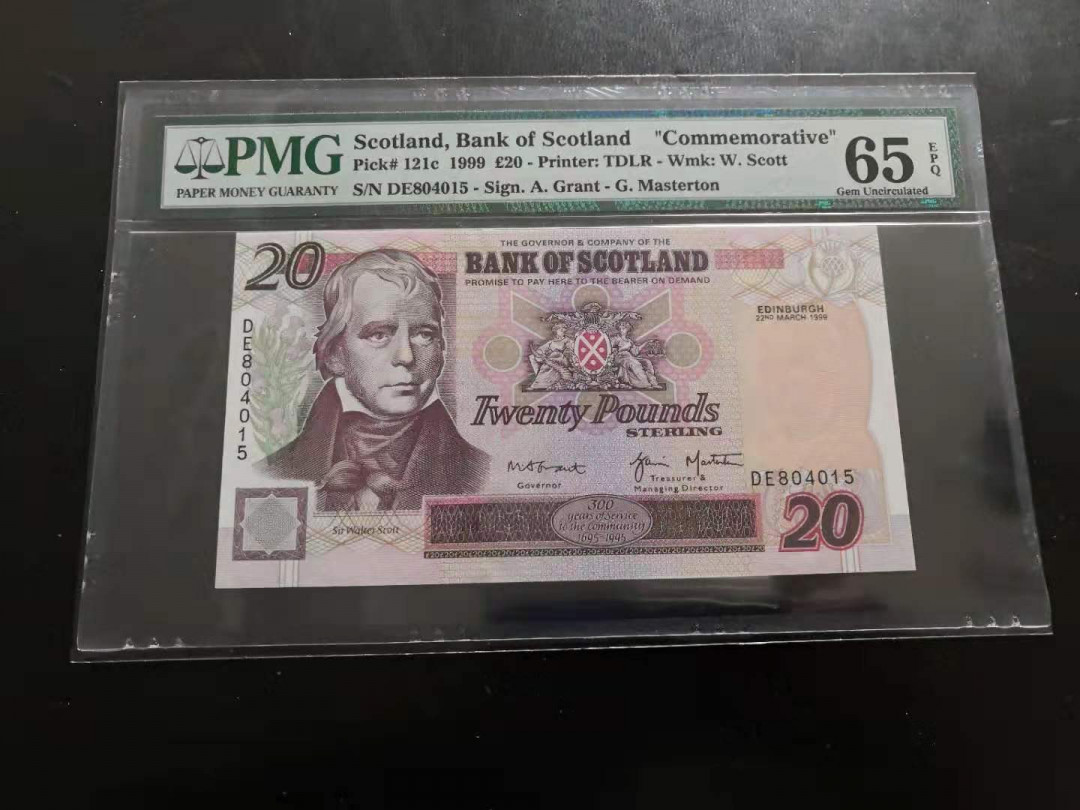 PMG
PAPER MONEY GUARANTY
Scotland, Bank of Scotland "Commemorative"
Pick# 121c 1999 £20 - Printer: TDLR - Wmk: W. Scott
S/N DE804015 - Sign. A. Grant - G. Masterton
65 EPQ
Gem Uncirculated
20
THE GOVERNOR & COMPANY OF THE
BANK OF SCOTLAND
PROMISE TO PAY HERE TO THE BEARER ON DEMAND
EDINBURGH
22ND MARCH 1999
DE804015
Twenty Pounds
STERLING
Governor
Treasurer &
Managing Director
DE804015
300
years of service
to the community
1695-1995
20
Sir Walter Scott